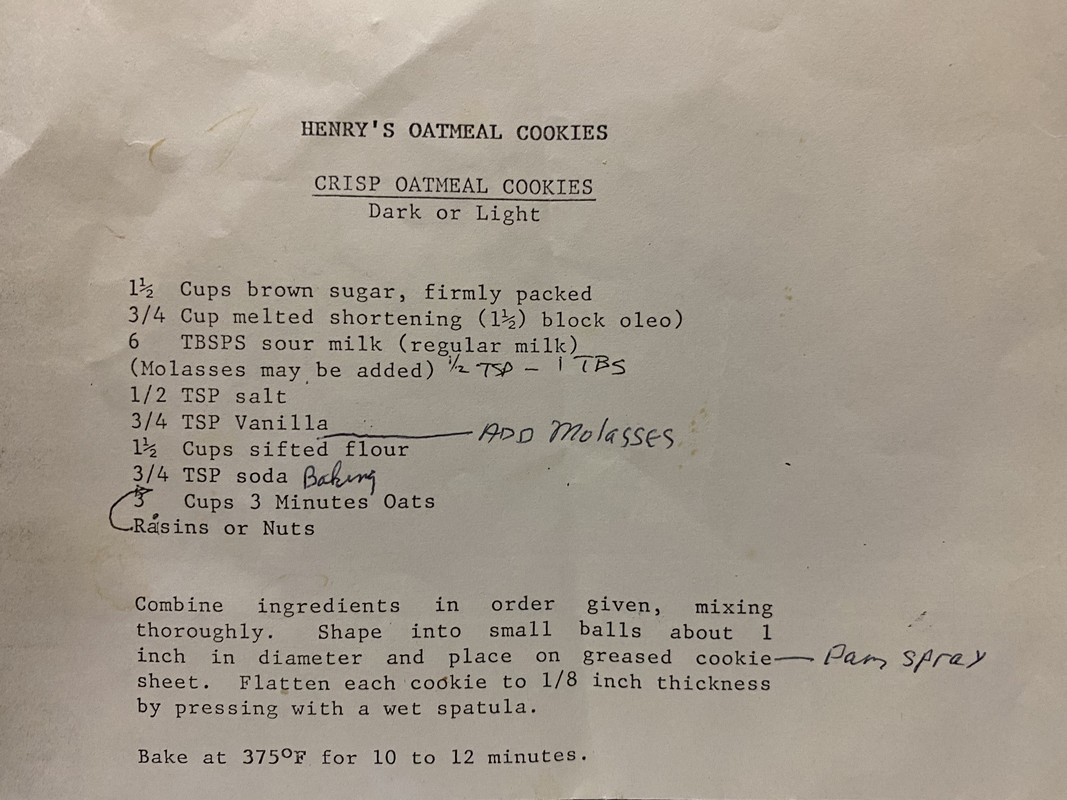 HENRY'S OATMEAL COOKIES
CRISP OATMEAL COOKIES
Dark or Light
1½ Cups brown sugar, firmly packed
3/4 Cup melted shortening (1½) block oleo)
6 TBSPS sour milk (regular milk)
(Molasses may be added) ½ TSP - 1 TBS
1/2 TSP salt
3/4 TSP Vanilla — ADD Molasses
1½ Cups sifted flour
3/4 TSP soda Baking
3 Cups 3 Minutes Oats
Raisins or Nuts
Combine ingredients in order given, mixing
thoroughly. Shape into small balls about 1
inch in diameter and place on greased cookie — Pam spray
sheet. Flatten each cookie to 1/8 inch thickness
by pressing with a wet spatula.
Bake at 375°F for 10 to 12 minutes.